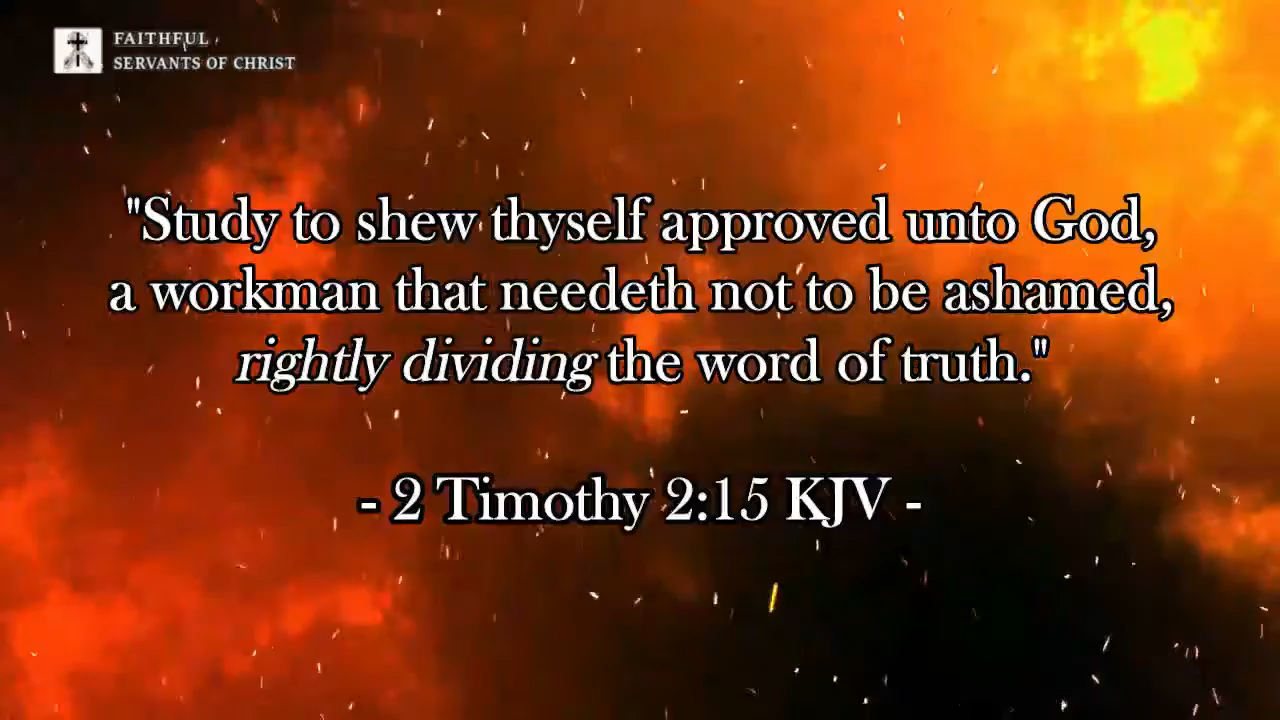 FAITHFUL
SERVANTS OF CHRIST
"Study to shew thyself approved unto God,
a workman that needeth not to be ashamed,
rightly dividing the word of truth."
- 2 Timothy 2:15 KJV -